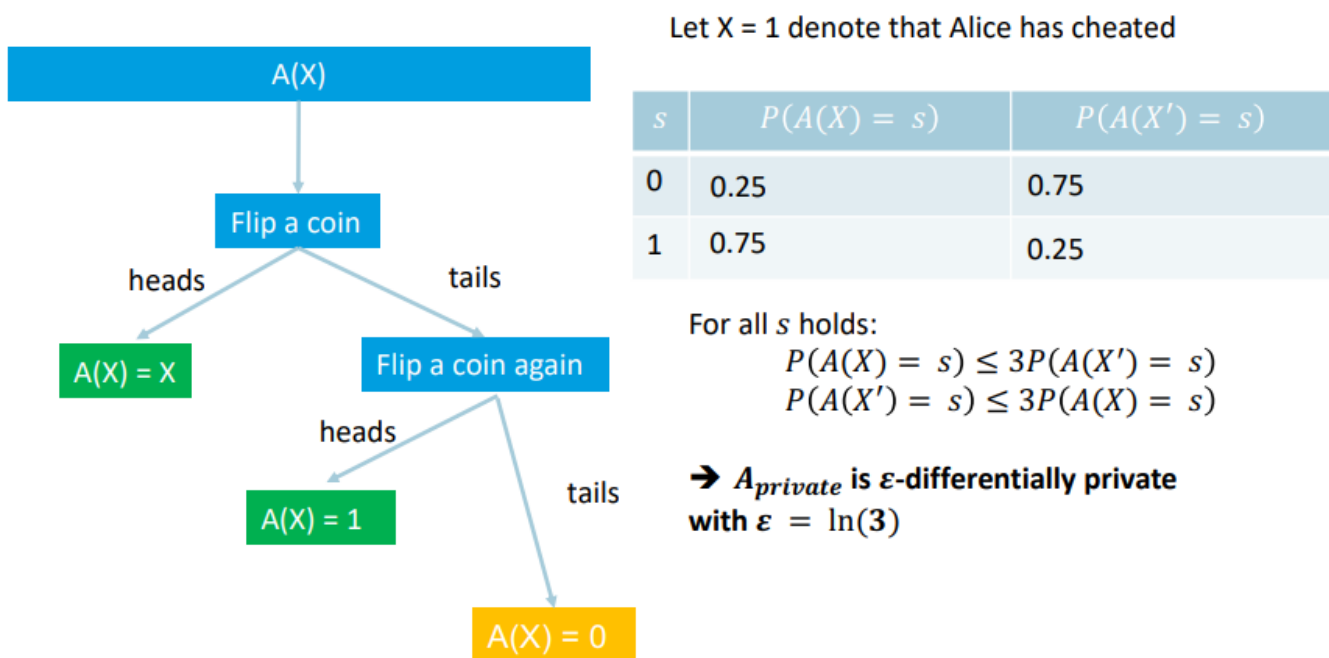 A(X)
Flip a coin
heads
tails
A(X) = X
Flip a coin again
heads
tails
A(X) = 1
A(X) = 0
Let X = 1 denote that Alice has cheated
s P(A(X) = s) P(A(X′) = s)
0 0.25 0.75
1 0.75 0.25
For all s holds:
P(A(X) = s) ≤ 3P(A(X′) = s)
P(A(X′) = s) ≤ 3P(A(X) = s)
➔ A_private is ε-differentially private
with ε = ln(3)